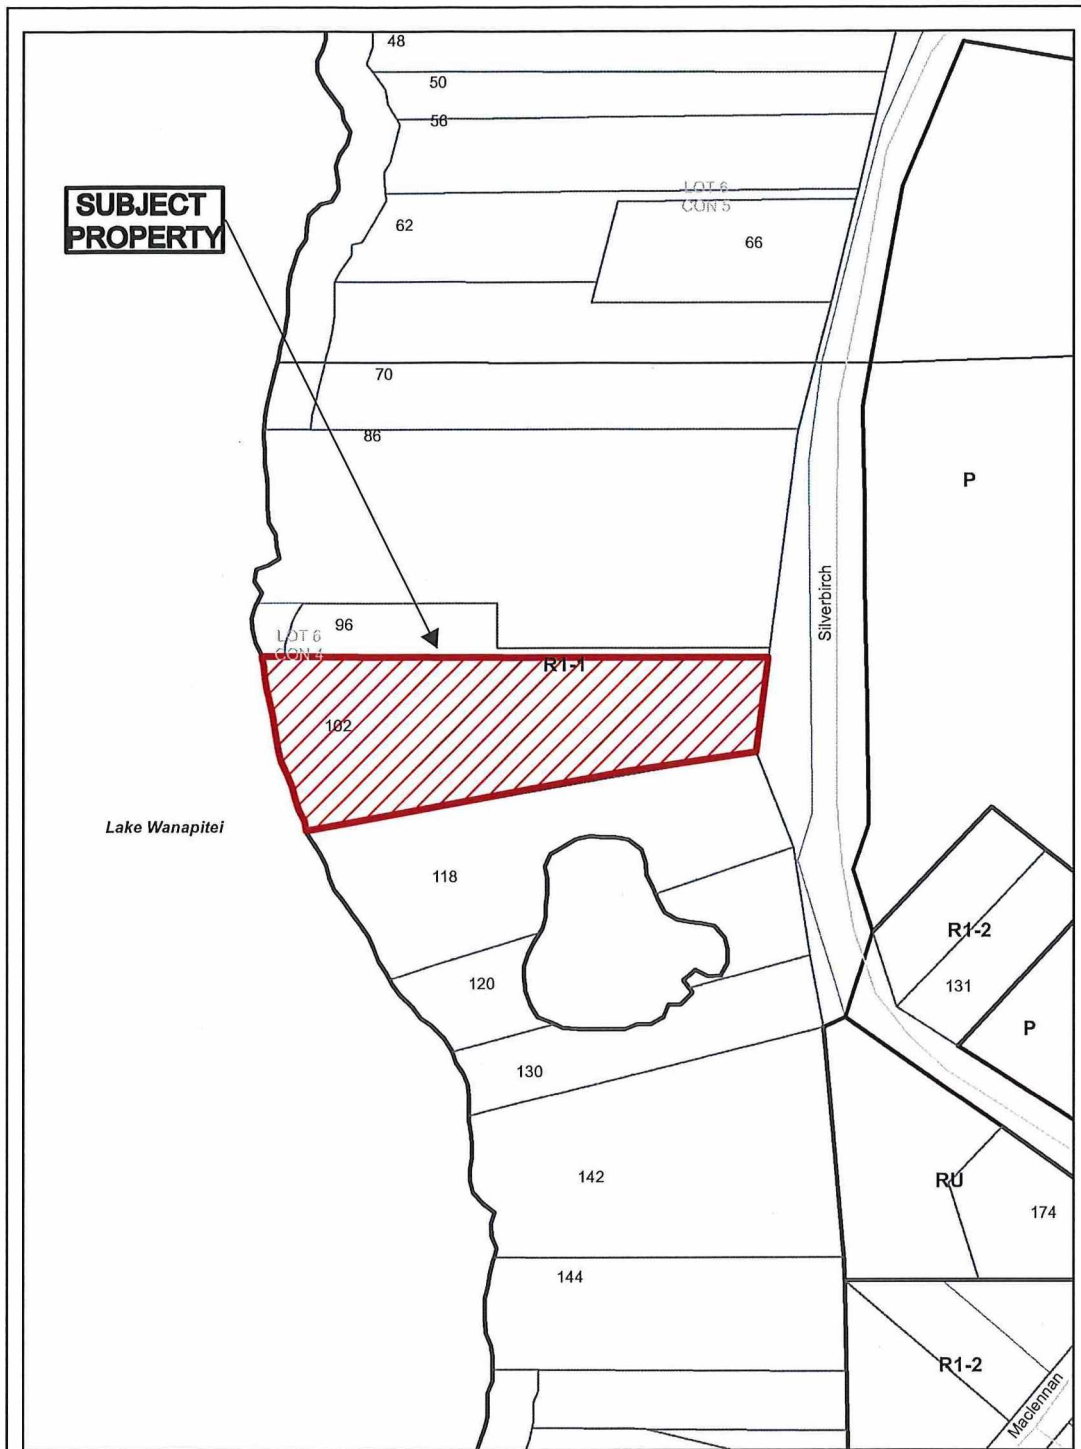 48
50
56
LOT 6
CON 5
SUBJECT
PROPERTY
62
66
70
86
P
Silverbirch
96
LOT 6
CON 4
R1-1
102
Lake Wanapitei
118
R1-2
120
131
P
130
142
RU
174
144
R1-2
Maclennan